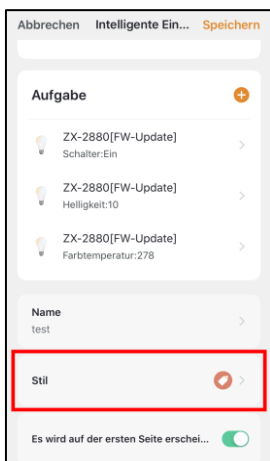 Abbrechen Intelligente Ein... Speichern
Aufgabe
ZX-2880[FW-Update]
Schalter:Ein
ZX-2880[FW-Update]
Helligkeit:10
ZX-2880[FW-Update]
Farbtemperatur:278
Name
test
Stil
Es wird auf der ersten Seite erschei...